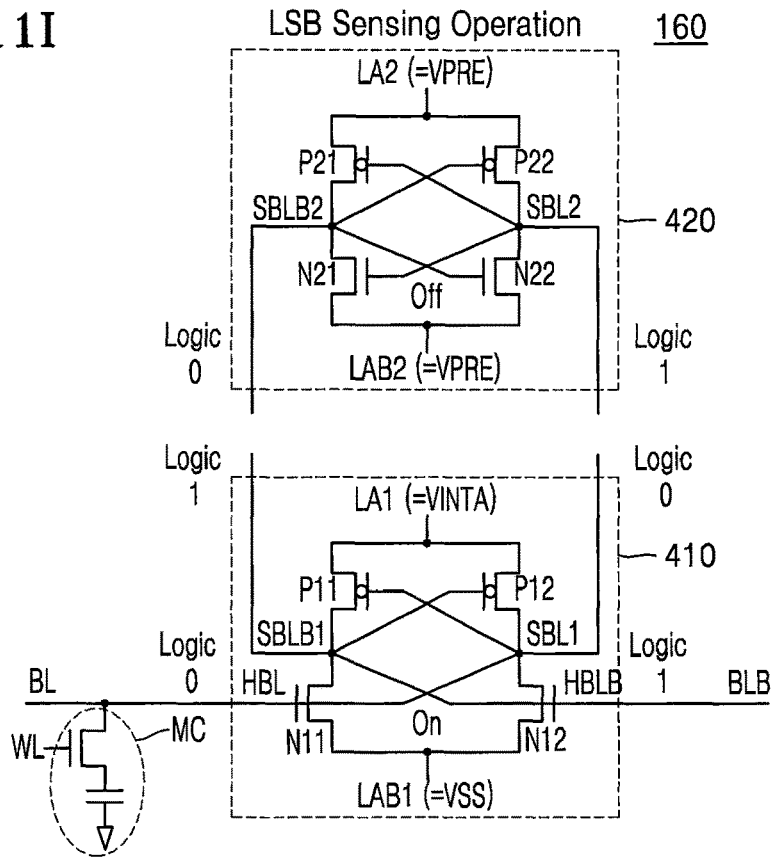 1I
LSB Sensing Operation 160
LA2 (=VPRE)
P21 P22
SBLB2 SBL2
420
N21 N22
Off
Logic
0
Logic
1
LAB2 (=VPRE)
Logic
1
Logic
0
LA1 (=VINTA)
410
P11 P12
SBLB1 SBL1
Logic
0
Logic
1
BL HBL HBLB BLB
On
WL MC N11 N12
LAB1 (=VSS)